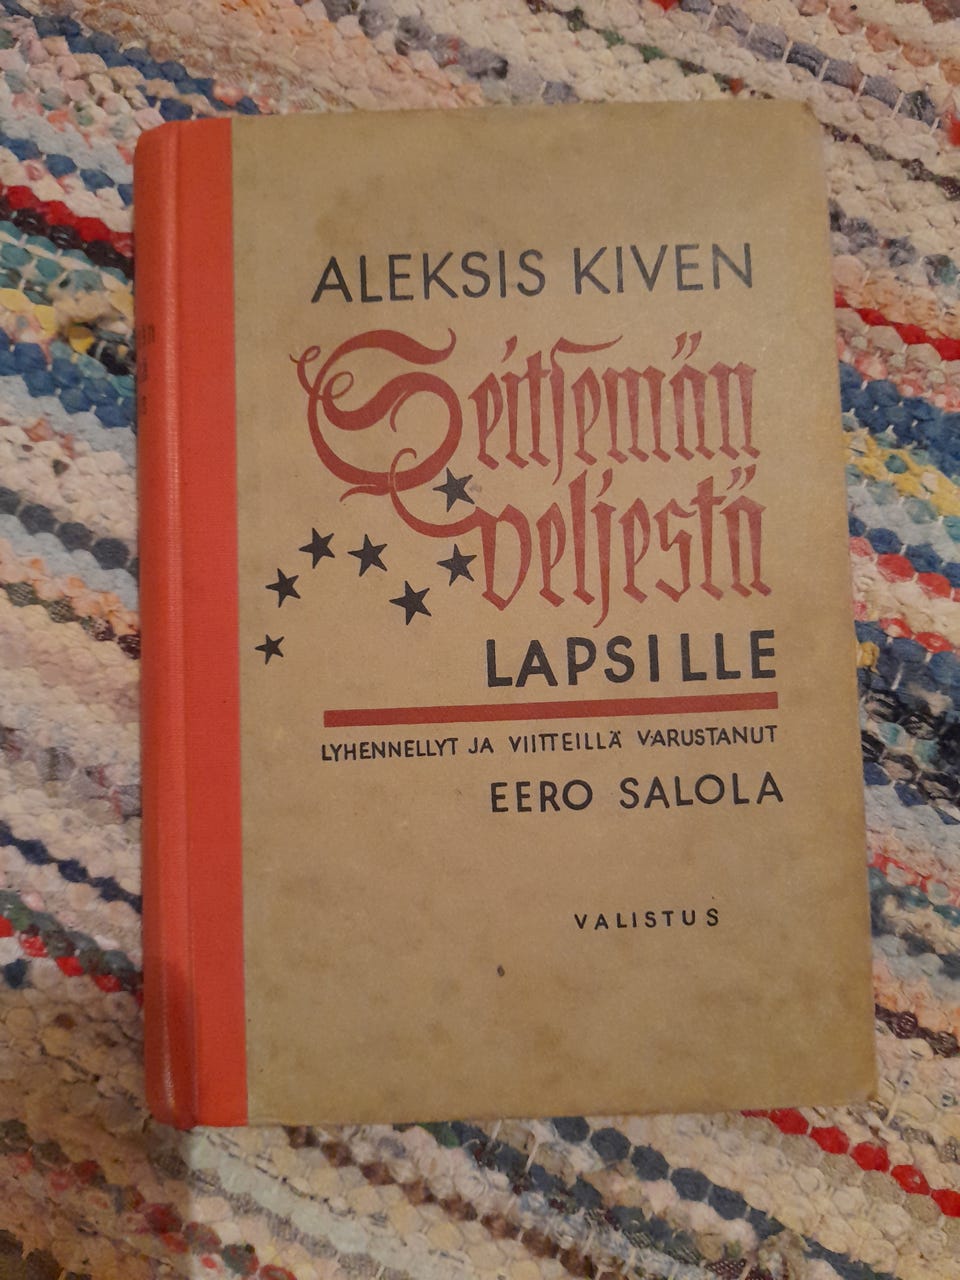 ALEKSIS KIVEN
Seitsemän
veljestä
LAPSILLE
LYHENNELLYT JA VIITTEILLÄ VARUSTANUT
EERO SALOLA
VALISTUS